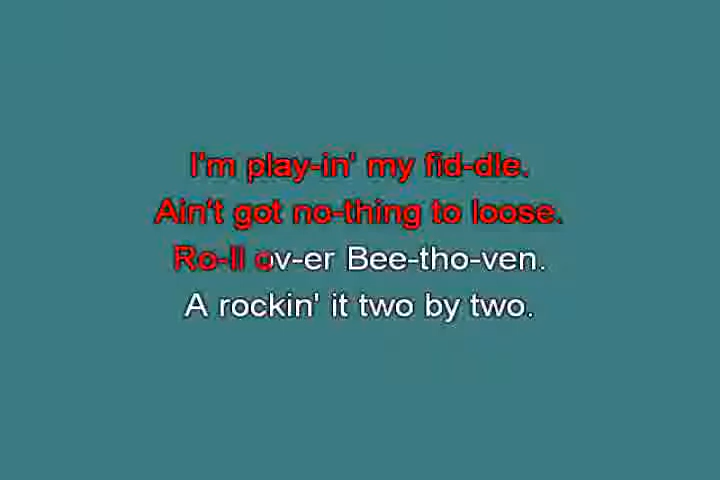 I'm play-in' my fid-dle.
Ain't got no-thing to loose.
Ro-ll ov-er Bee-tho-ven.
A rockin' it two by two.